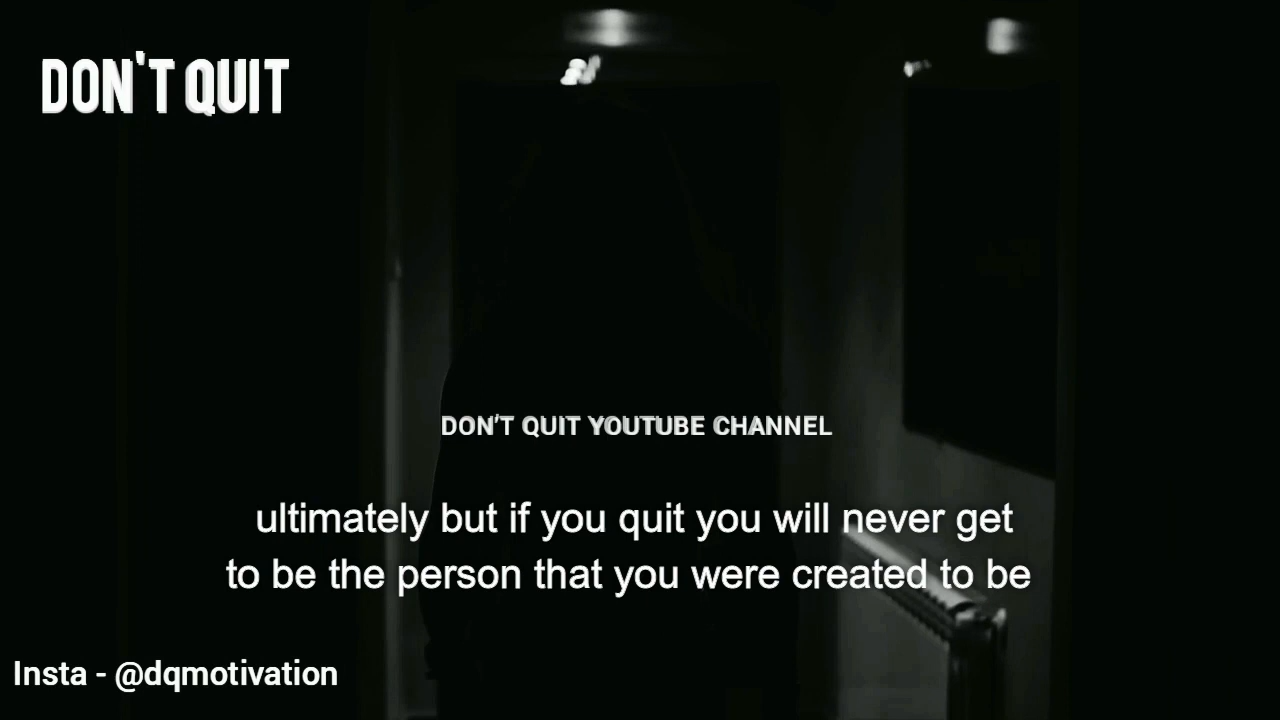 DON'T QUIT
DON'T QUIT YOUTUBE CHANNEL
ultimately but if you quit you will never get
to be the person that you were created to be
Insta - @dqmotivation